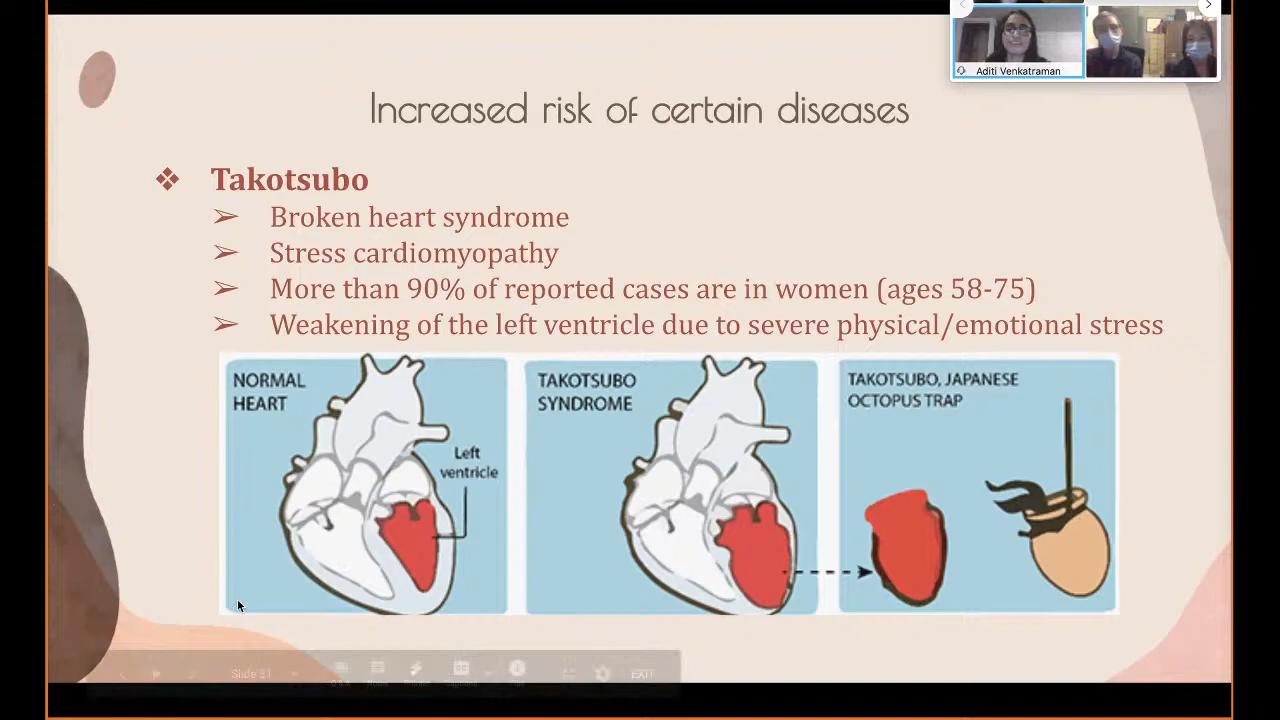 Aditi Venkatraman
Increased risk of certain diseases
❖ Takotsubo
➢ Broken heart syndrome
➢ Stress cardiomyopathy
➢ More than 90% of reported cases are in women (ages 58-75)
➢ Weakening of the left ventricle due to severe physical/emotional stress
NORMAL
HEART
Left
ventricle
TAKOTSUBO
SYNDROME
TAKOTSUBO, JAPANESE
OCTOPUS TRAP
EXIT